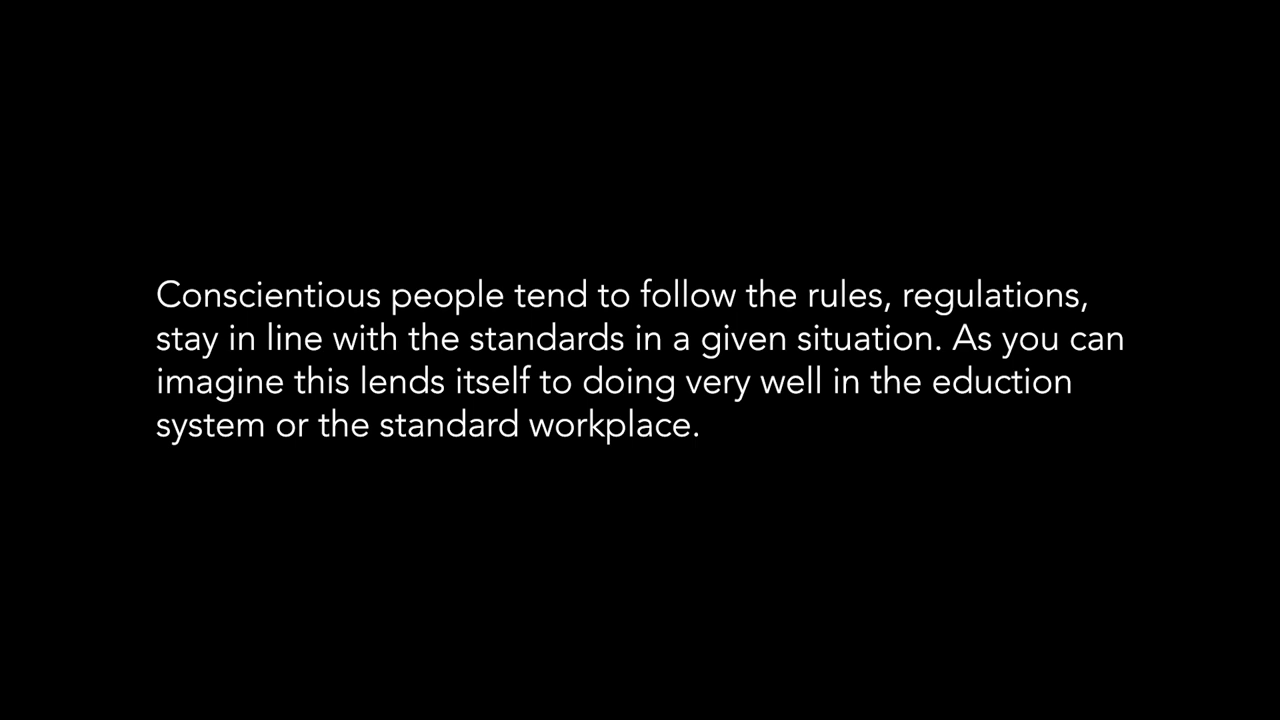 Conscientious people tend to follow the rules, regulations,
stay in line with the standards in a given situation. As you can
imagine this lends itself to doing very well in the eduction
system or the standard workplace.